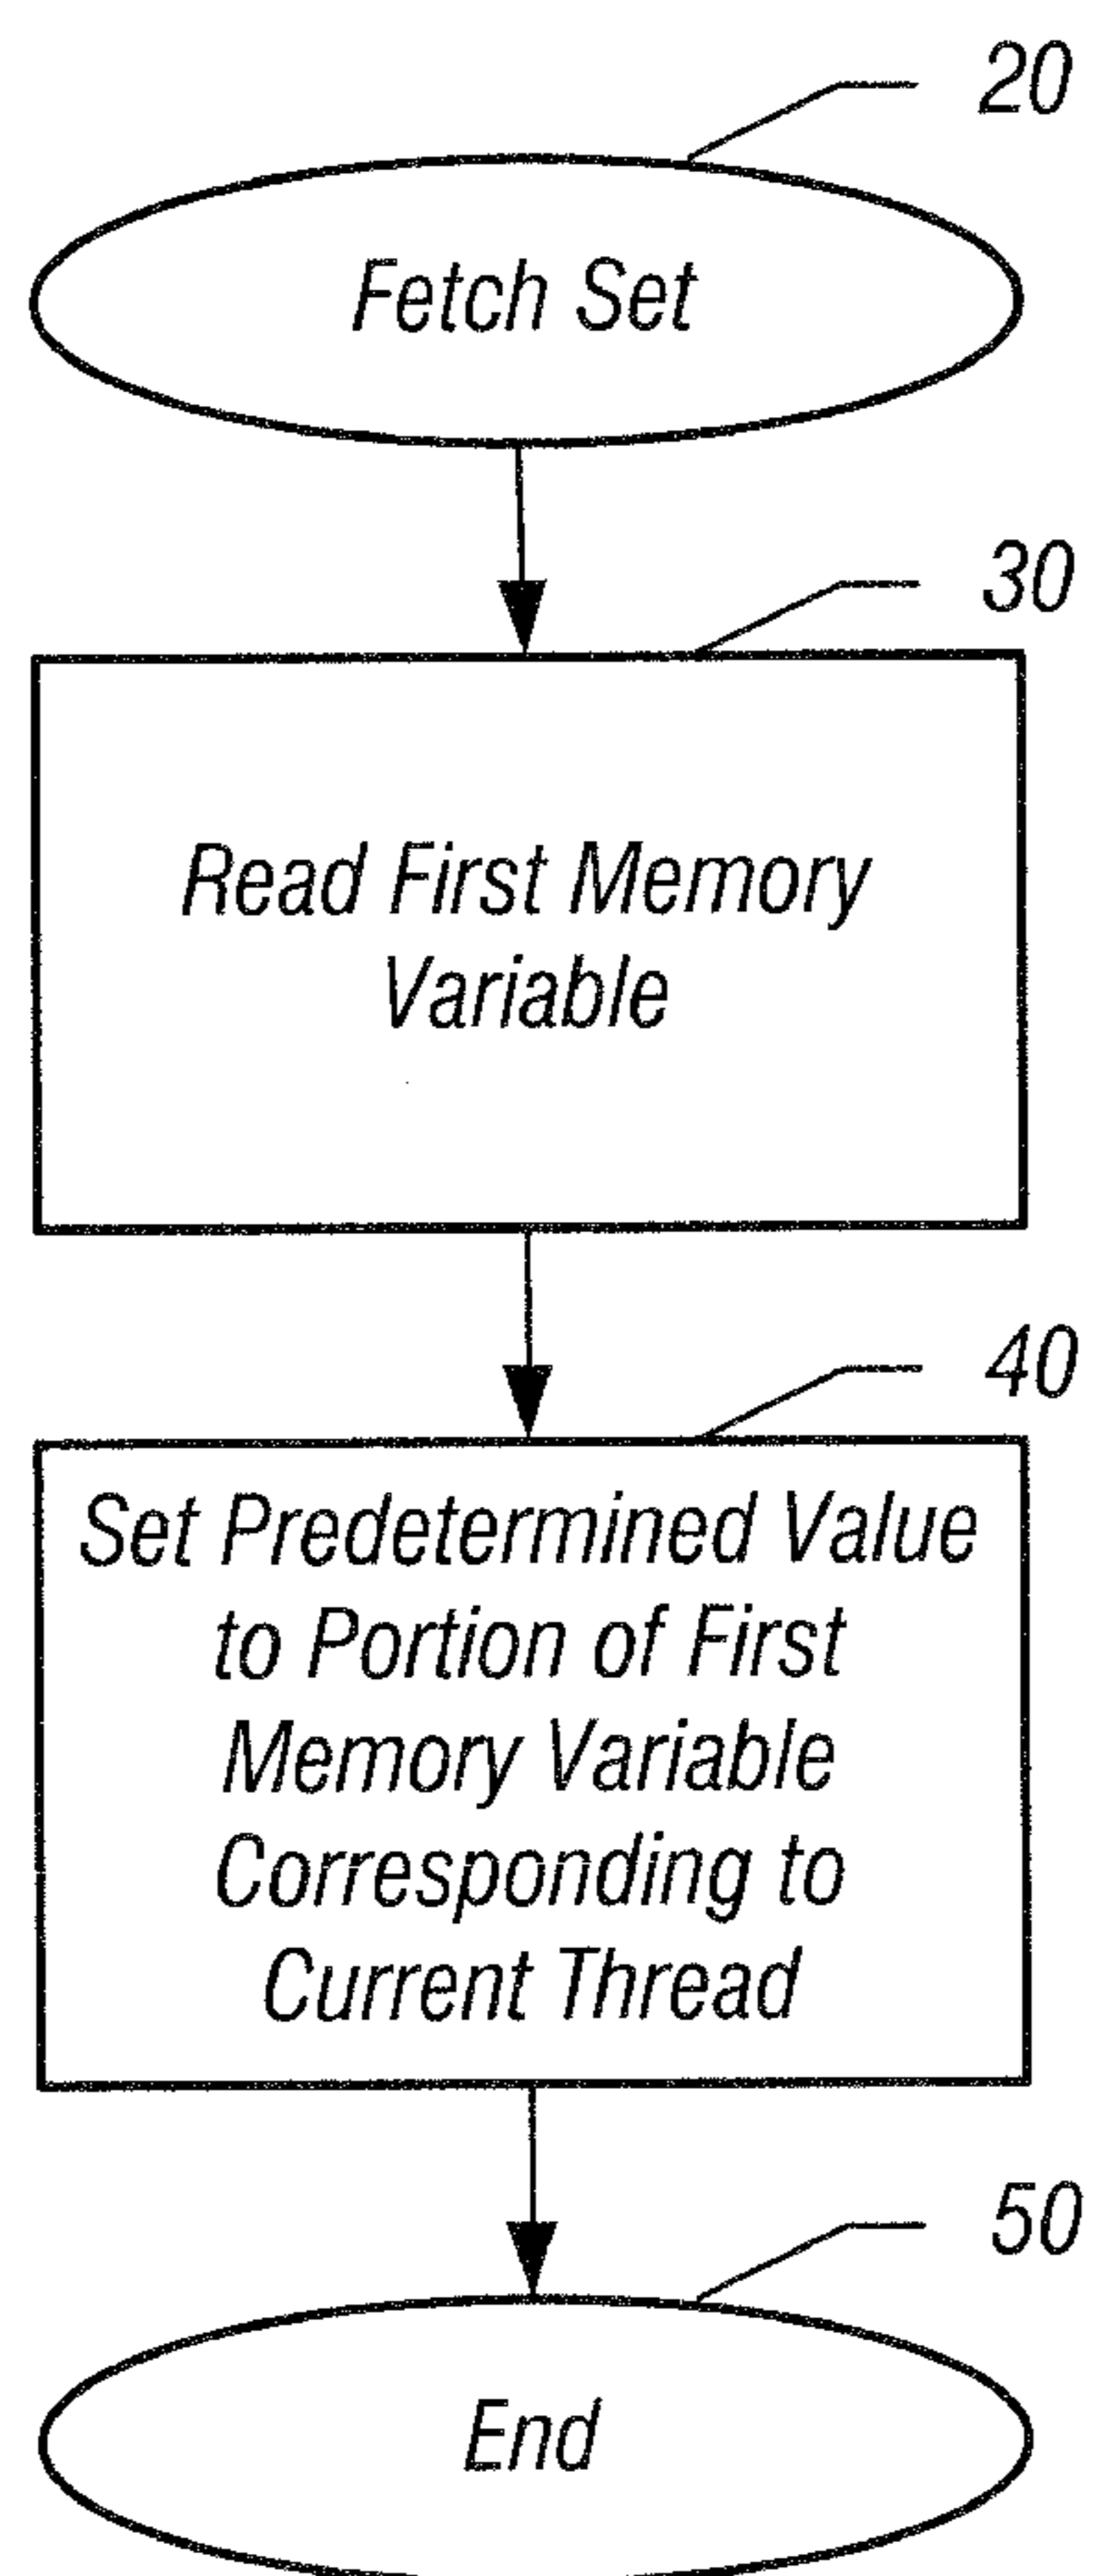 20
Fetch Set
30
Read First Memory
Variable
40
Set Predetermined Value
to Portion of First
Memory Variable
Corresponding to
Current Thread
50
End